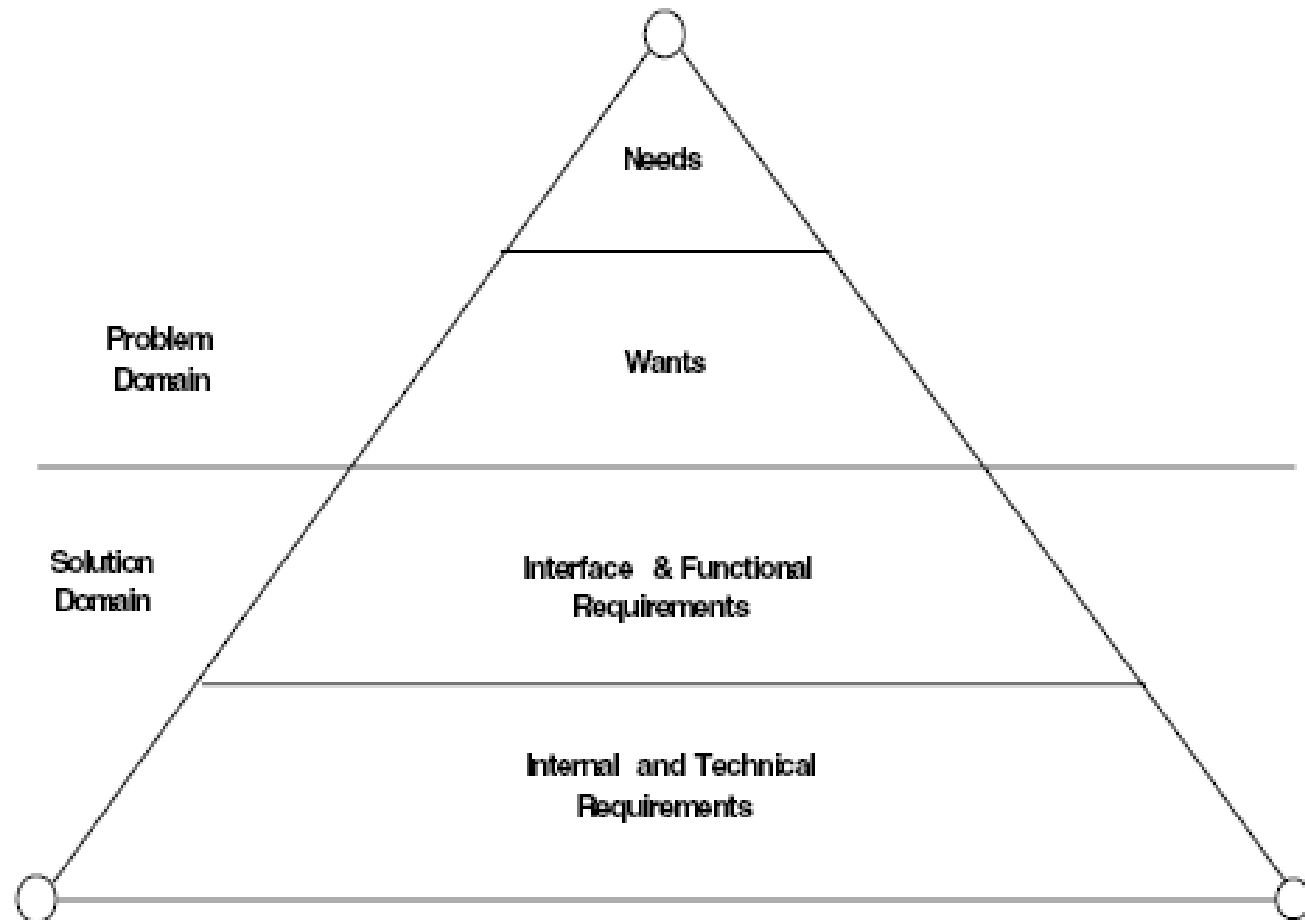 Needs
Problem
Domain
Wants
Solution
Domain
Interface & Functional
Requirements
Internal and Technical
Requirements